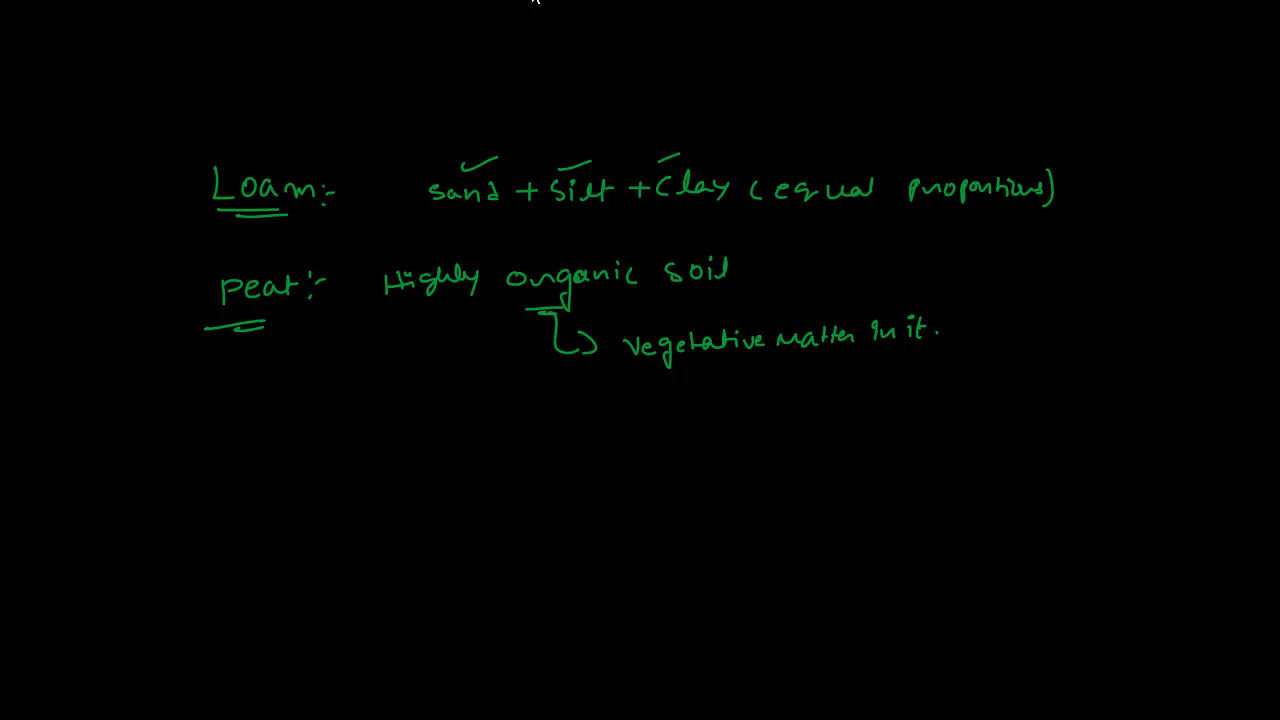 Loam:- sand + silt + clay (equal proportions)
Peat:- Highly organic soil
vegetative matter in it.